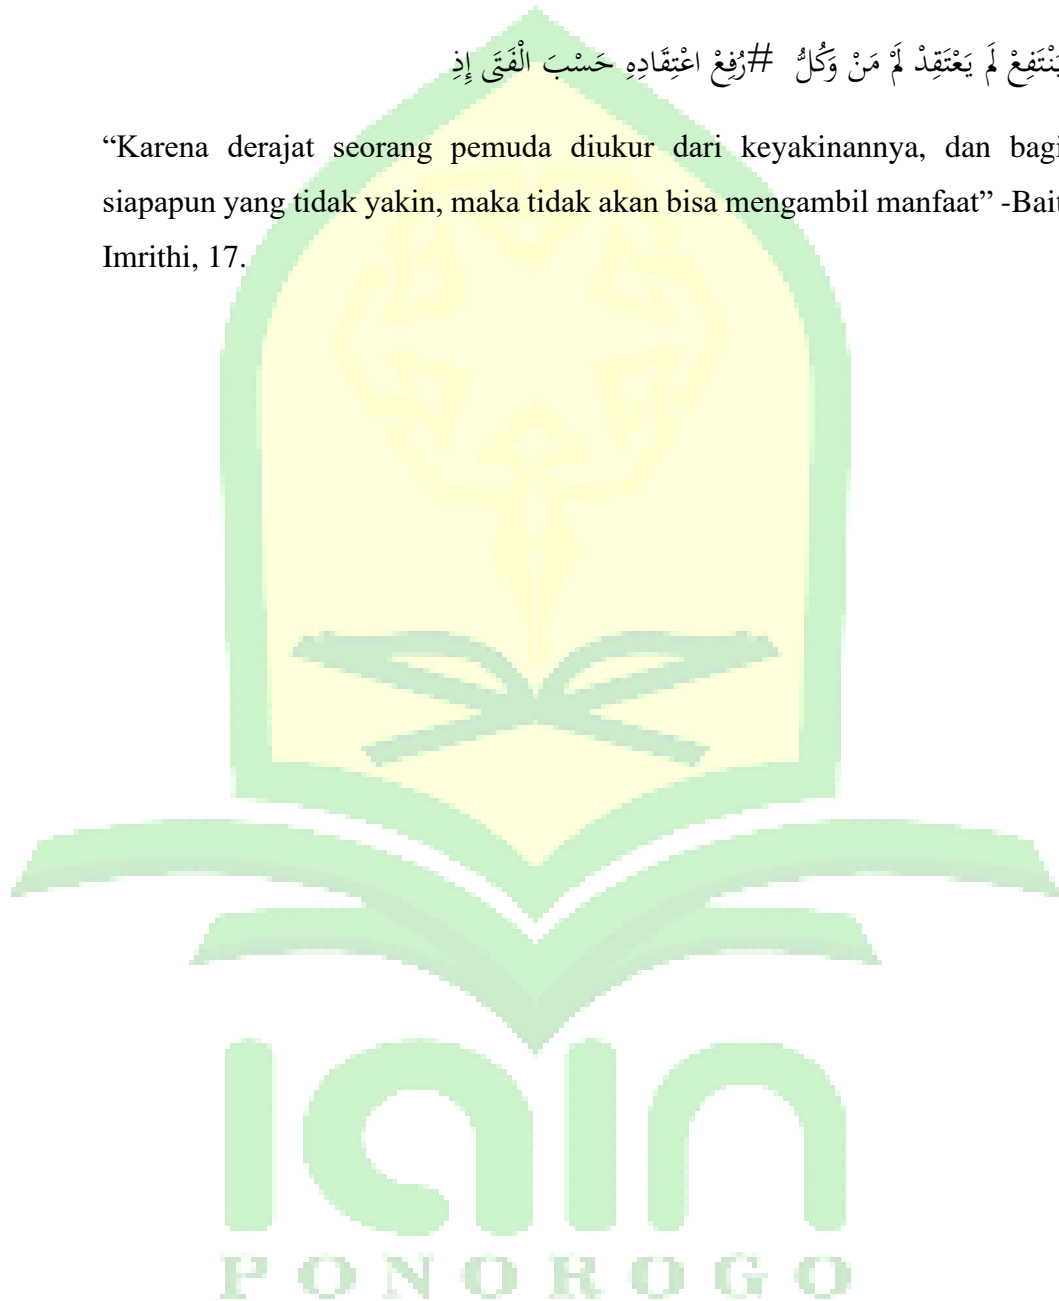 يَنْتَفِعْ لَمْ يَعْتَقِدْ لَمْ مَنْ وَكُلُّ #رُفِعْ اعْتِقَادِهِ حَسْبَ الْفَتَى إِذِ
“Karena derajat seorang pemuda diukur dari keyakinannya, dan bagi
siapapun yang tidak yakin, maka tidak akan bisa mengambil manfaat” -Bait
Imrithi, 17.
iain
PONOROGO